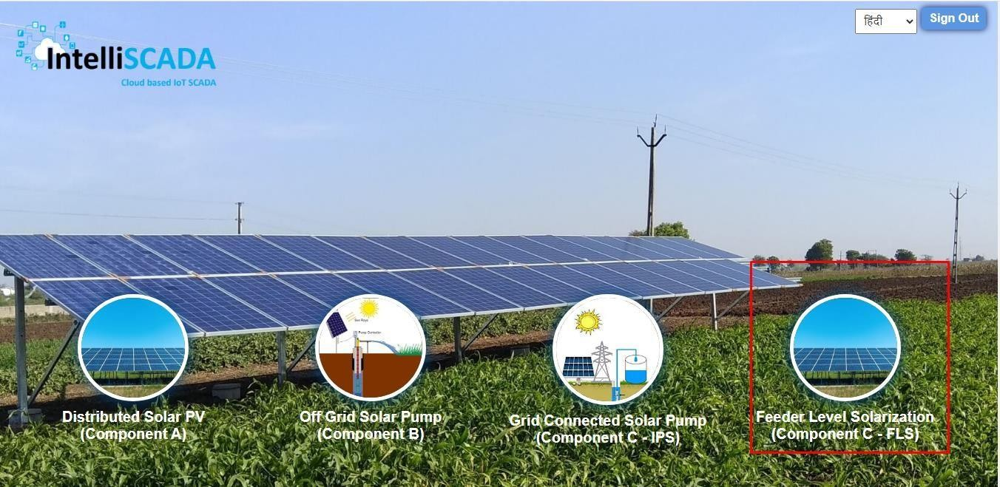 हिंदी
Sign Out
IntelliSCADA
Cloud based IoT SCADA
Sun Rays
Pump Controller
Distributed Solar PV
(Component A)
Off Grid Solar Pump
(Component B)
Grid Connected Solar Pump
(Component C - IPS)
Feeder Level Solarization
(Component C - FLS)